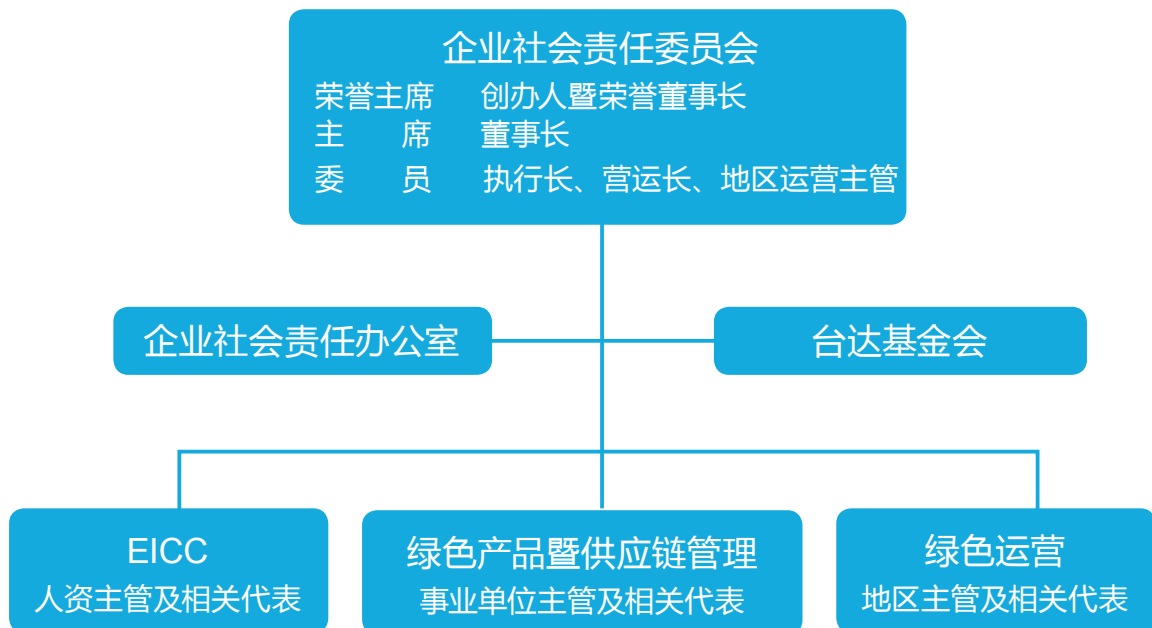 企业社会责任委员会
荣誉主席 创办人暨荣誉董事长
主 席 董事长
委 员 执行长、营运长、地区运营主管
企业社会责任办公室
台达基金会
EICC
人资主管及相关代表
绿色产品暨供应链管理
事业单位主管及相关代表
绿色运营
地区主管及相关代表